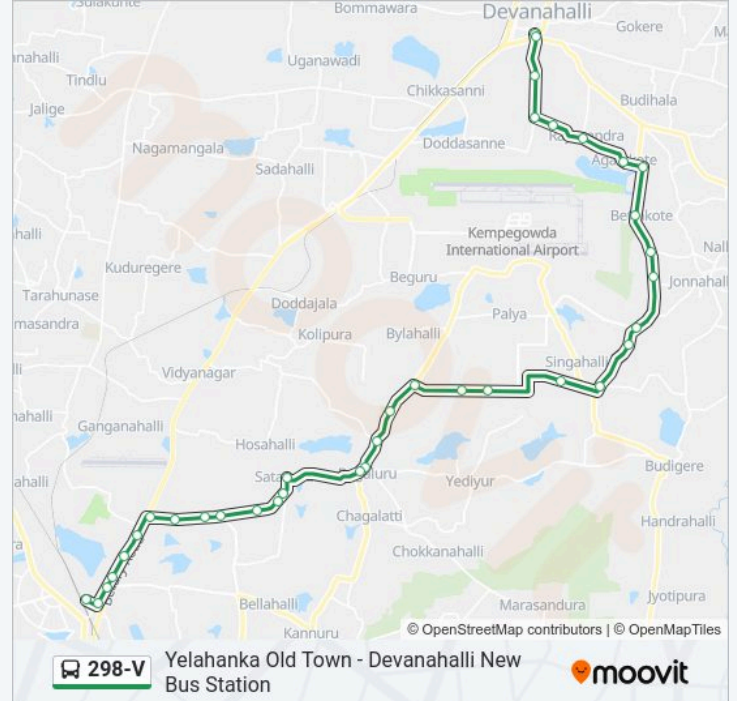 Sulakunte
Bommawara
Devanahalli
Gokere
Uganawadi
Tindlu
Chikkasanni
Budihala
Jalige
Nagamangala
Doddasanne
Sadahalli
Kempegowda
International Airport
Kuduregere
Beguru
Tarahunase
Doddajala
Palya
Kolipura
Bylahalli
Singahalli
Vidyanagar
Ganganahalli
Hosahalli
Budigere
Yediyur
Chagalatti
Handrahalli
Chokkanahalli
Bellahalli
Marasandura
Jyotipura
Kannuru
© OpenStreetMap contributors | © OpenMapTiles
298-V
Yelahanka Old Town - Devanahalli New
Bus Station
moovit